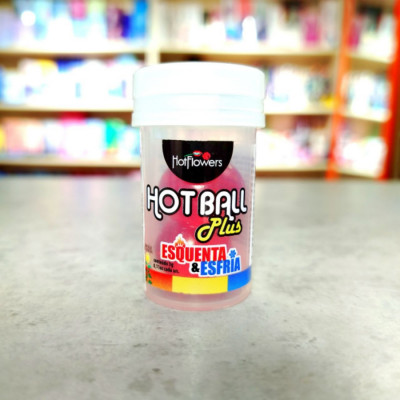 HotFlowers
HOT BALL
Plus
ESQUENTA
& ESFRIA